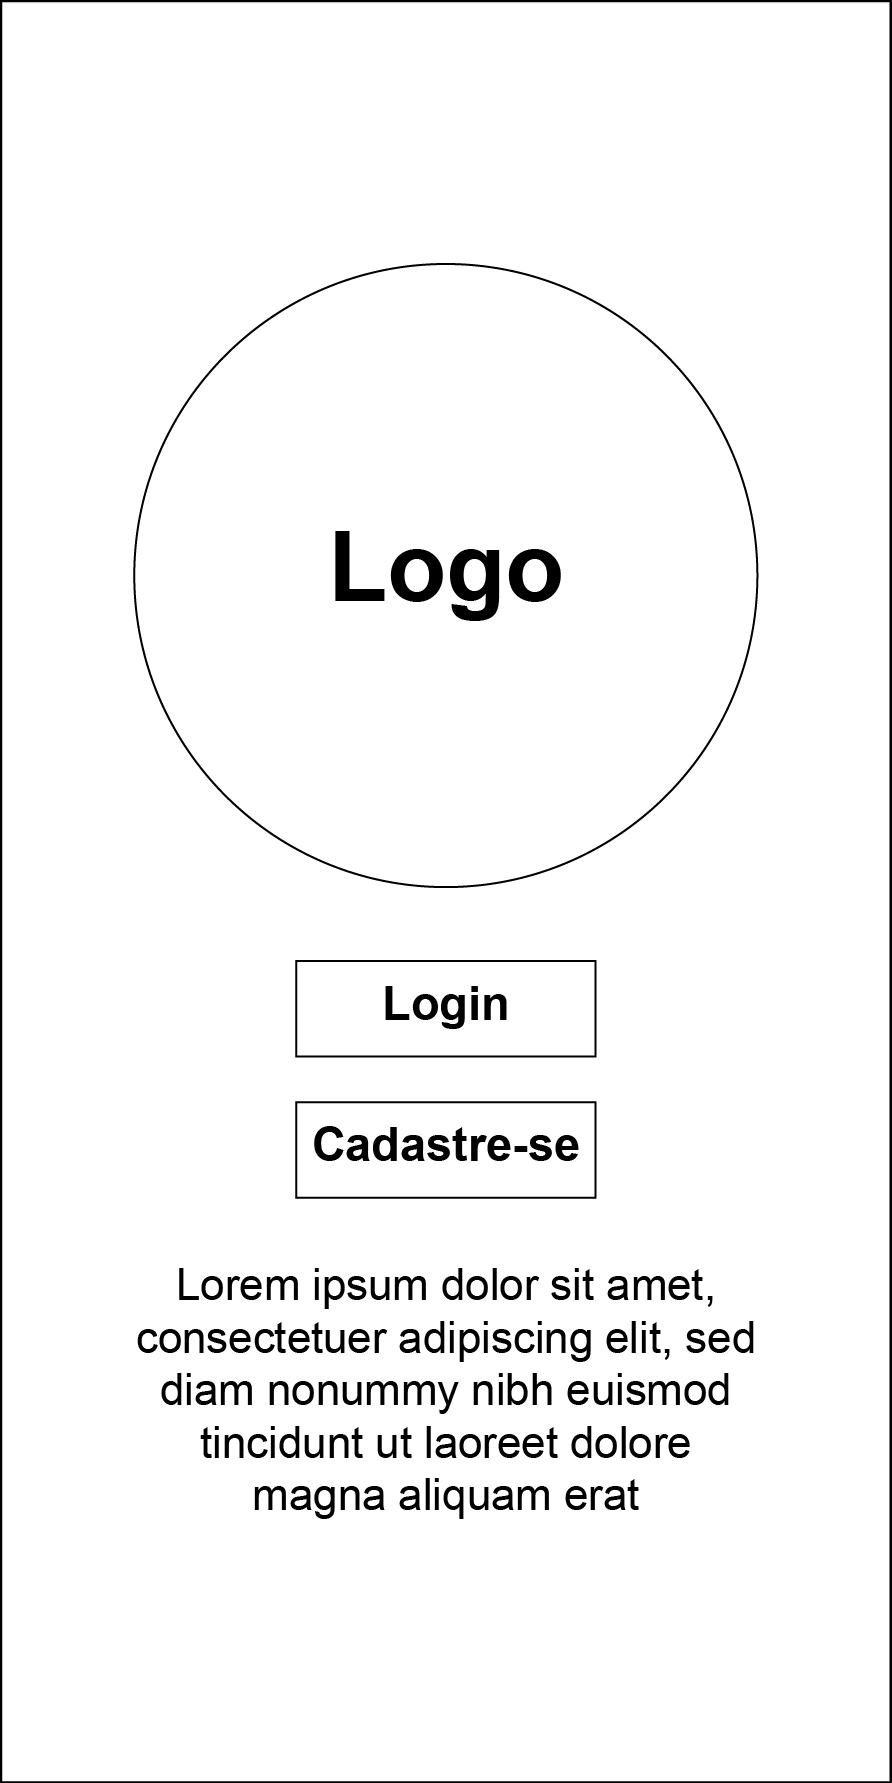 Logo
Login
Cadastre-se
Lorem ipsum dolor sit amet,
consectetuer adipiscing elit, sed
diam nonummy nibh euismod
tincidunt ut laoreet dolore
magna aliquam erat